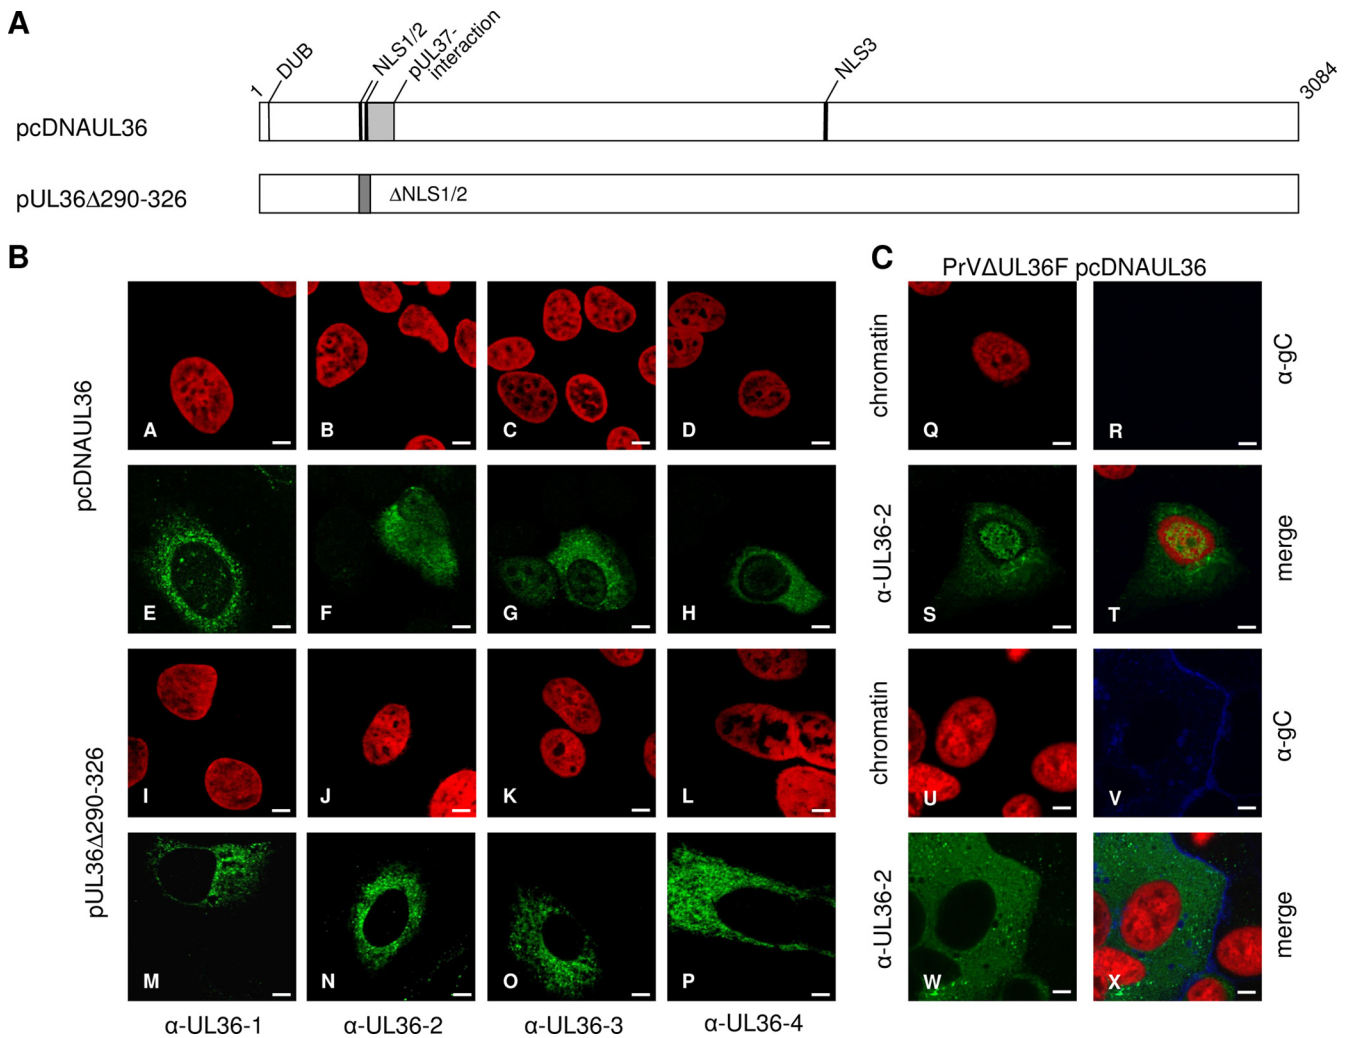 A
1
DUB
NLS1/2
pUL37-
interaction
NLS3
3084
pcDNAUL36
pUL36Δ290-326
ΔNLS1/2
B
C
PrVΔUL36F pcDNAUL36
pcDNAUL36
A
B
C
D
chromatin
Q
R
α-gC
E
F
G
H
α-UL36-2
S
T
merge
pUL36Δ290-326
I
J
K
L
chromatin
U
V
α-gC
M
N
O
P
α-UL36-2
W
X
merge
α-UL36-1
α-UL36-2
α-UL36-3
α-UL36-4